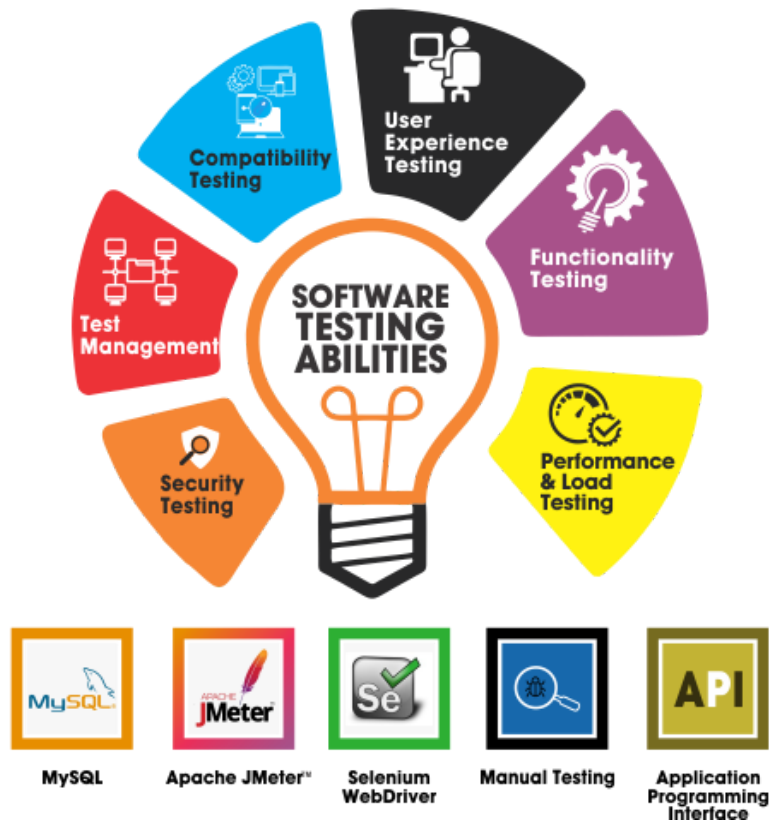 User
Experience
Testing
Compatibility
Testing
Functionality
Testing
SOFTWARE
TESTING
ABILITIES
Test
Management
Performance
& Load
Testing
Security
Testing
MySQL
APACHE
JMeter
Se
API
MySQL
Apache JMeter™
Selenium
WebDriver
Manual Testing
Application
Programming
Interface